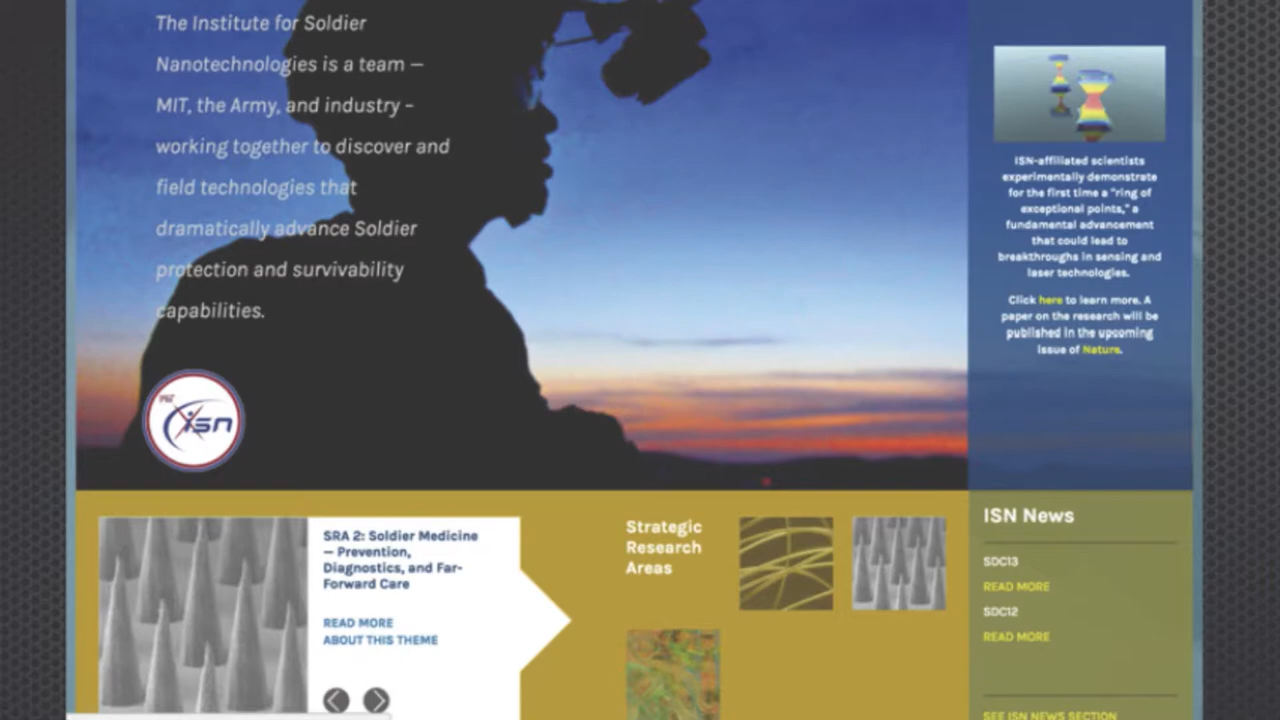 The Institute for Soldier
Nanotechnologies is a team –
MIT, the Army, and industry –
working together to discover and
field technologies that
dramatically advance Soldier
protection and survivability
capabilities.
MIT
isn
ISN-affiliated scientists
experimentally demonstrate
for the first time a "ring of
exceptional points," a
fundamental advancement
that could lead to
breakthroughs in sensing and
laser technologies.
Click here to learn more. A
paper on the research will be
published in the upcoming
issue of Nature.
SRA 2: Soldier Medicine
– Prevention,
Diagnostics, and Far-
Forward Care
READ MORE
ABOUT THIS THEME
Strategic
Research
Areas
ISN News
SDC13
READ MORE
SDC12
READ MORE
SEE ISN NEWS SECTION